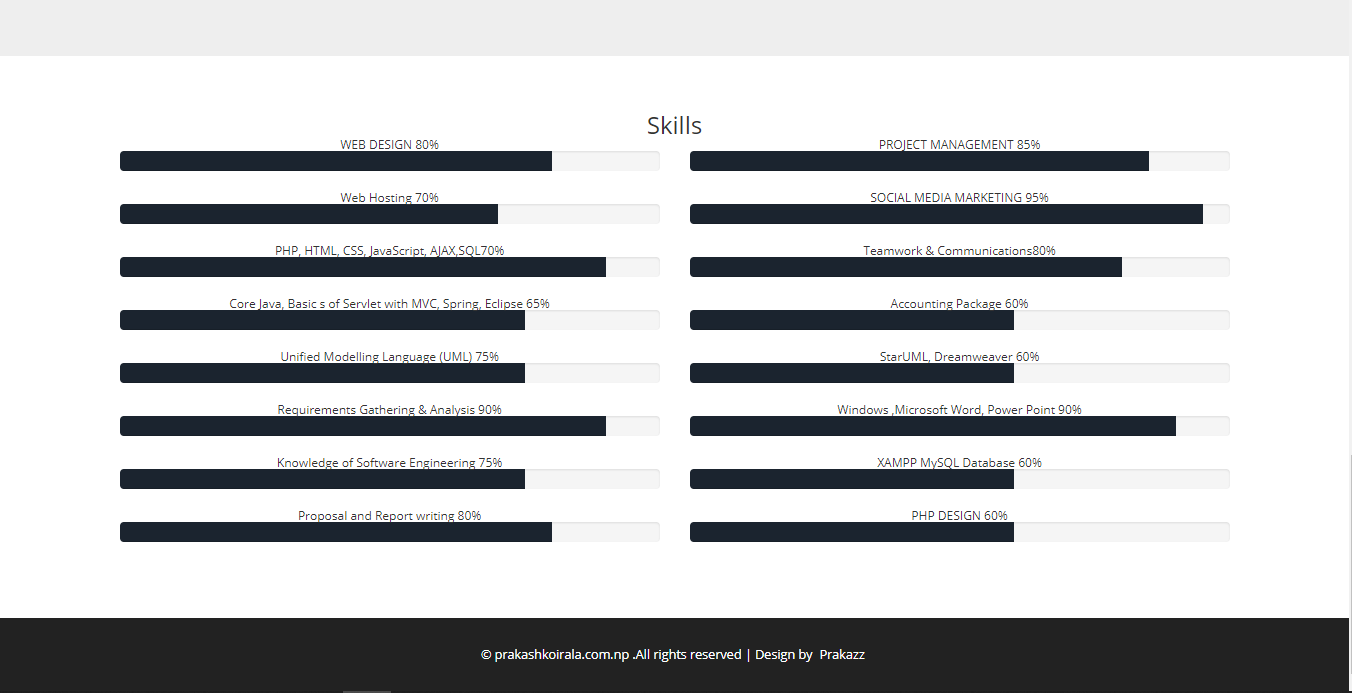 Skills
WEB DESIGN 80%
PROJECT MANAGEMENT 85%
Web Hosting 70%
SOCIAL MEDIA MARKETING 95%
PHP, HTML, CSS, JavaScript, AJAX,SQL70%
Teamwork & Communications80%
Core Java, Basic s of Servlet with MVC, Spring, Eclipse 65%
Accounting Package 60%
Unified Modelling Language (UML) 75%
StarUML, Dreamweaver 60%
Requirements Gathering & Analysis 90%
Windows ,Microsoft Word, Power Point 90%
Knowledge of Software Engineering 75%
XAMPP MySQL Database 60%
Proposal and Report writing 80%
PHP DESIGN 60%
© prakashkoirala.com.np .All rights reserved | Design by  Prakazz